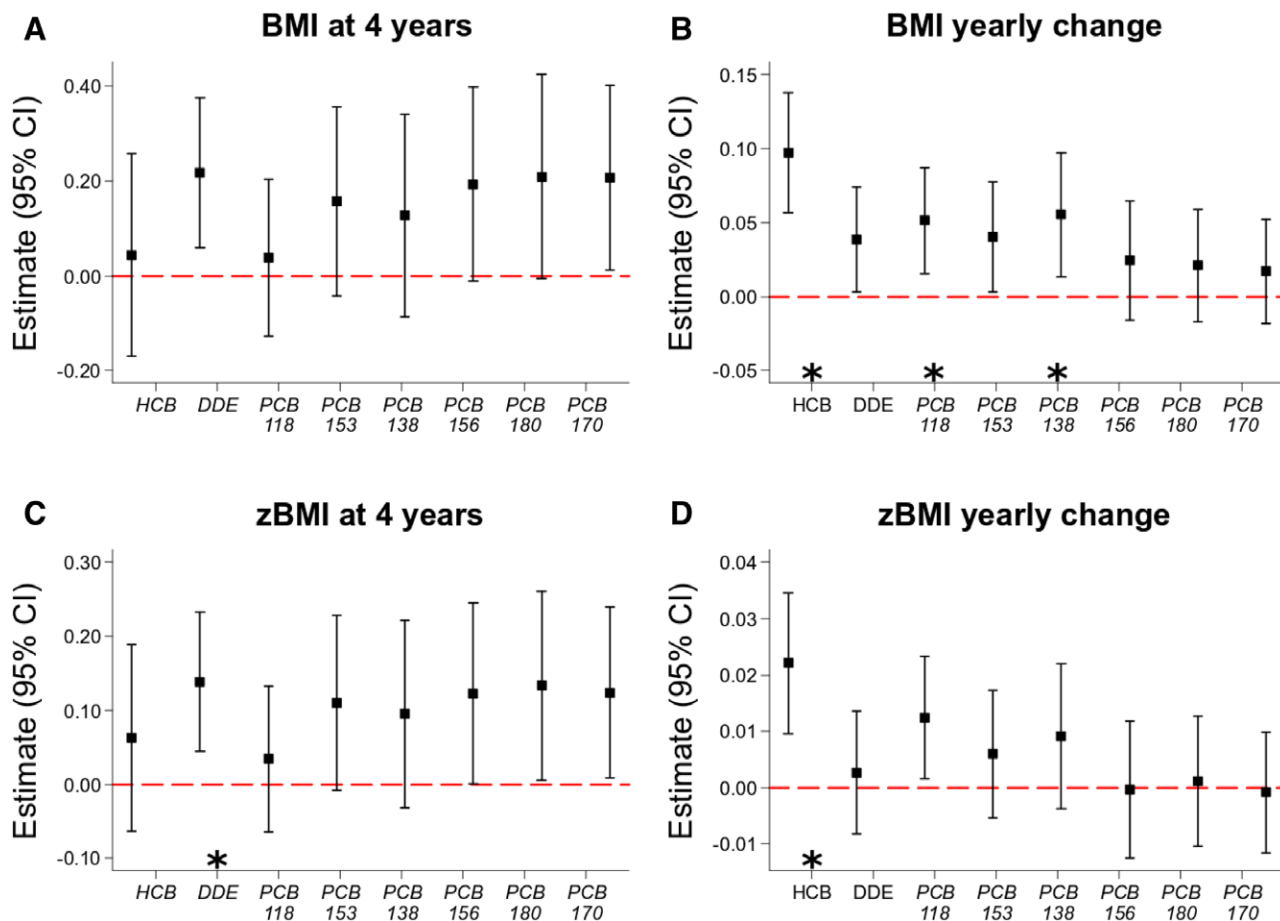 A BMI at 4 years
Estimate (95% CI)
0.40
0.20
0.00
-0.20
HCB DDE PCB PCB PCB PCB PCB PCB
118 153 138 156 180 170
B BMI yearly change
Estimate (95% CI)
0.15
0.10
0.05
0.00
-0.05
* * *
HCB DDE PCB PCB PCB PCB PCB PCB
118 153 138 156 180 170
C zBMI at 4 years
Estimate (95% CI)
0.30
0.20
0.10
0.00
-0.10
*
HCB DDE PCB PCB PCB PCB PCB PCB
118 153 138 156 180 170
D zBMI yearly change
Estimate (95% CI)
0.04
0.03
0.02
0.01
0.00
-0.01
*
HCB DDE PCB PCB PCB PCB PCB PCB
118 153 138 156 180 170